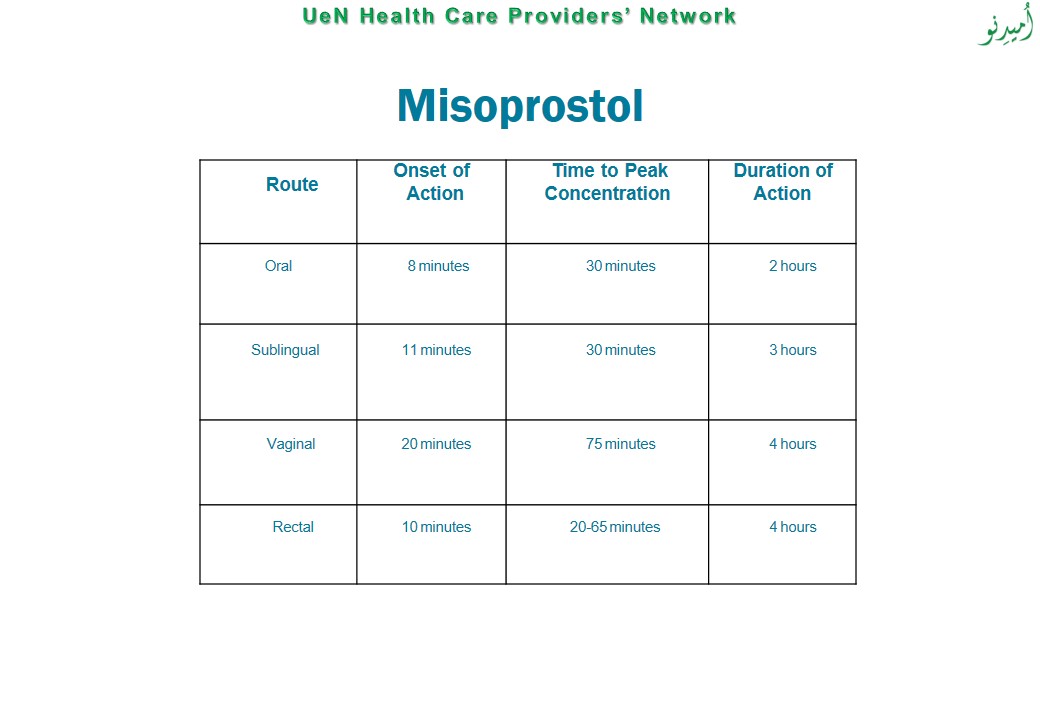 UeN Health Care Providers’ Network
اُمیدِنو
Misoprostol
Route
Onset of Action
Time to Peak Concentration
Duration of Action
Oral
8 minutes
30 minutes
2 hours
Sublingual
11 minutes
30 minutes
3 hours
Vaginal
20 minutes
75 minutes
4 hours
Rectal
10 minutes
20-65 minutes
4 hours